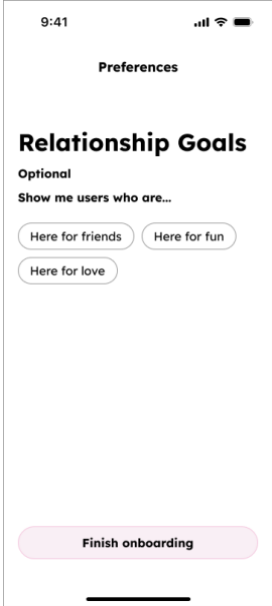 9:41
Preferences
Relationship Goals
Optional
Show me users who are...
Here for friends
Here for fun
Here for love
Finish onboarding